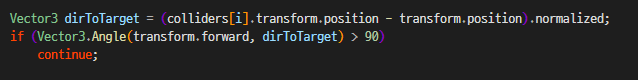 Vector3 dirToTarget = (colliders[i].transform.position - transform.position).normalized;
if (Vector3.Angle(transform.forward, dirToTarget) > 90)
    continue;